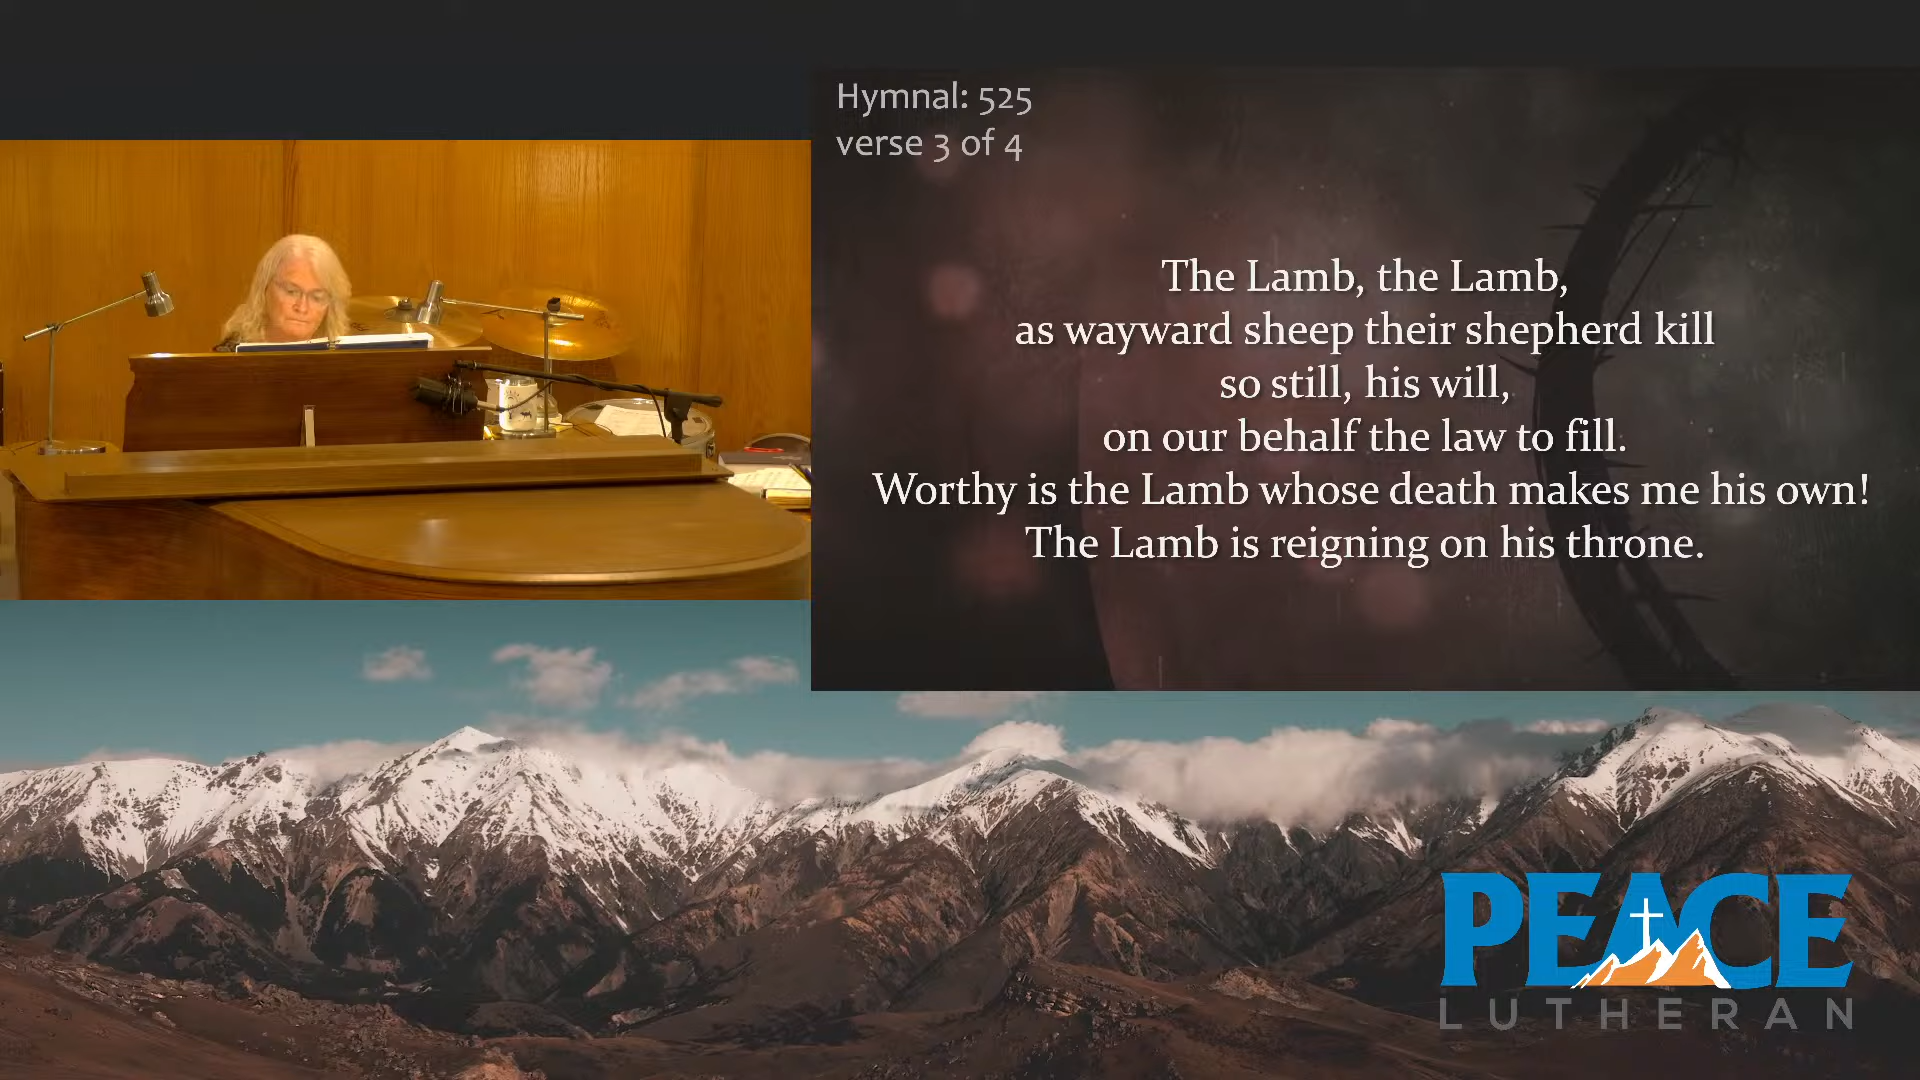 Hymnal: 525
verse 3 of 4
The Lamb, the Lamb,
as wayward sheep their shepherd kill
so still, his will,
on our behalf the law to fill.
Worthy is the Lamb whose death makes me his own!
The Lamb is reigning on his throne.
PEACE
LUTHERAN